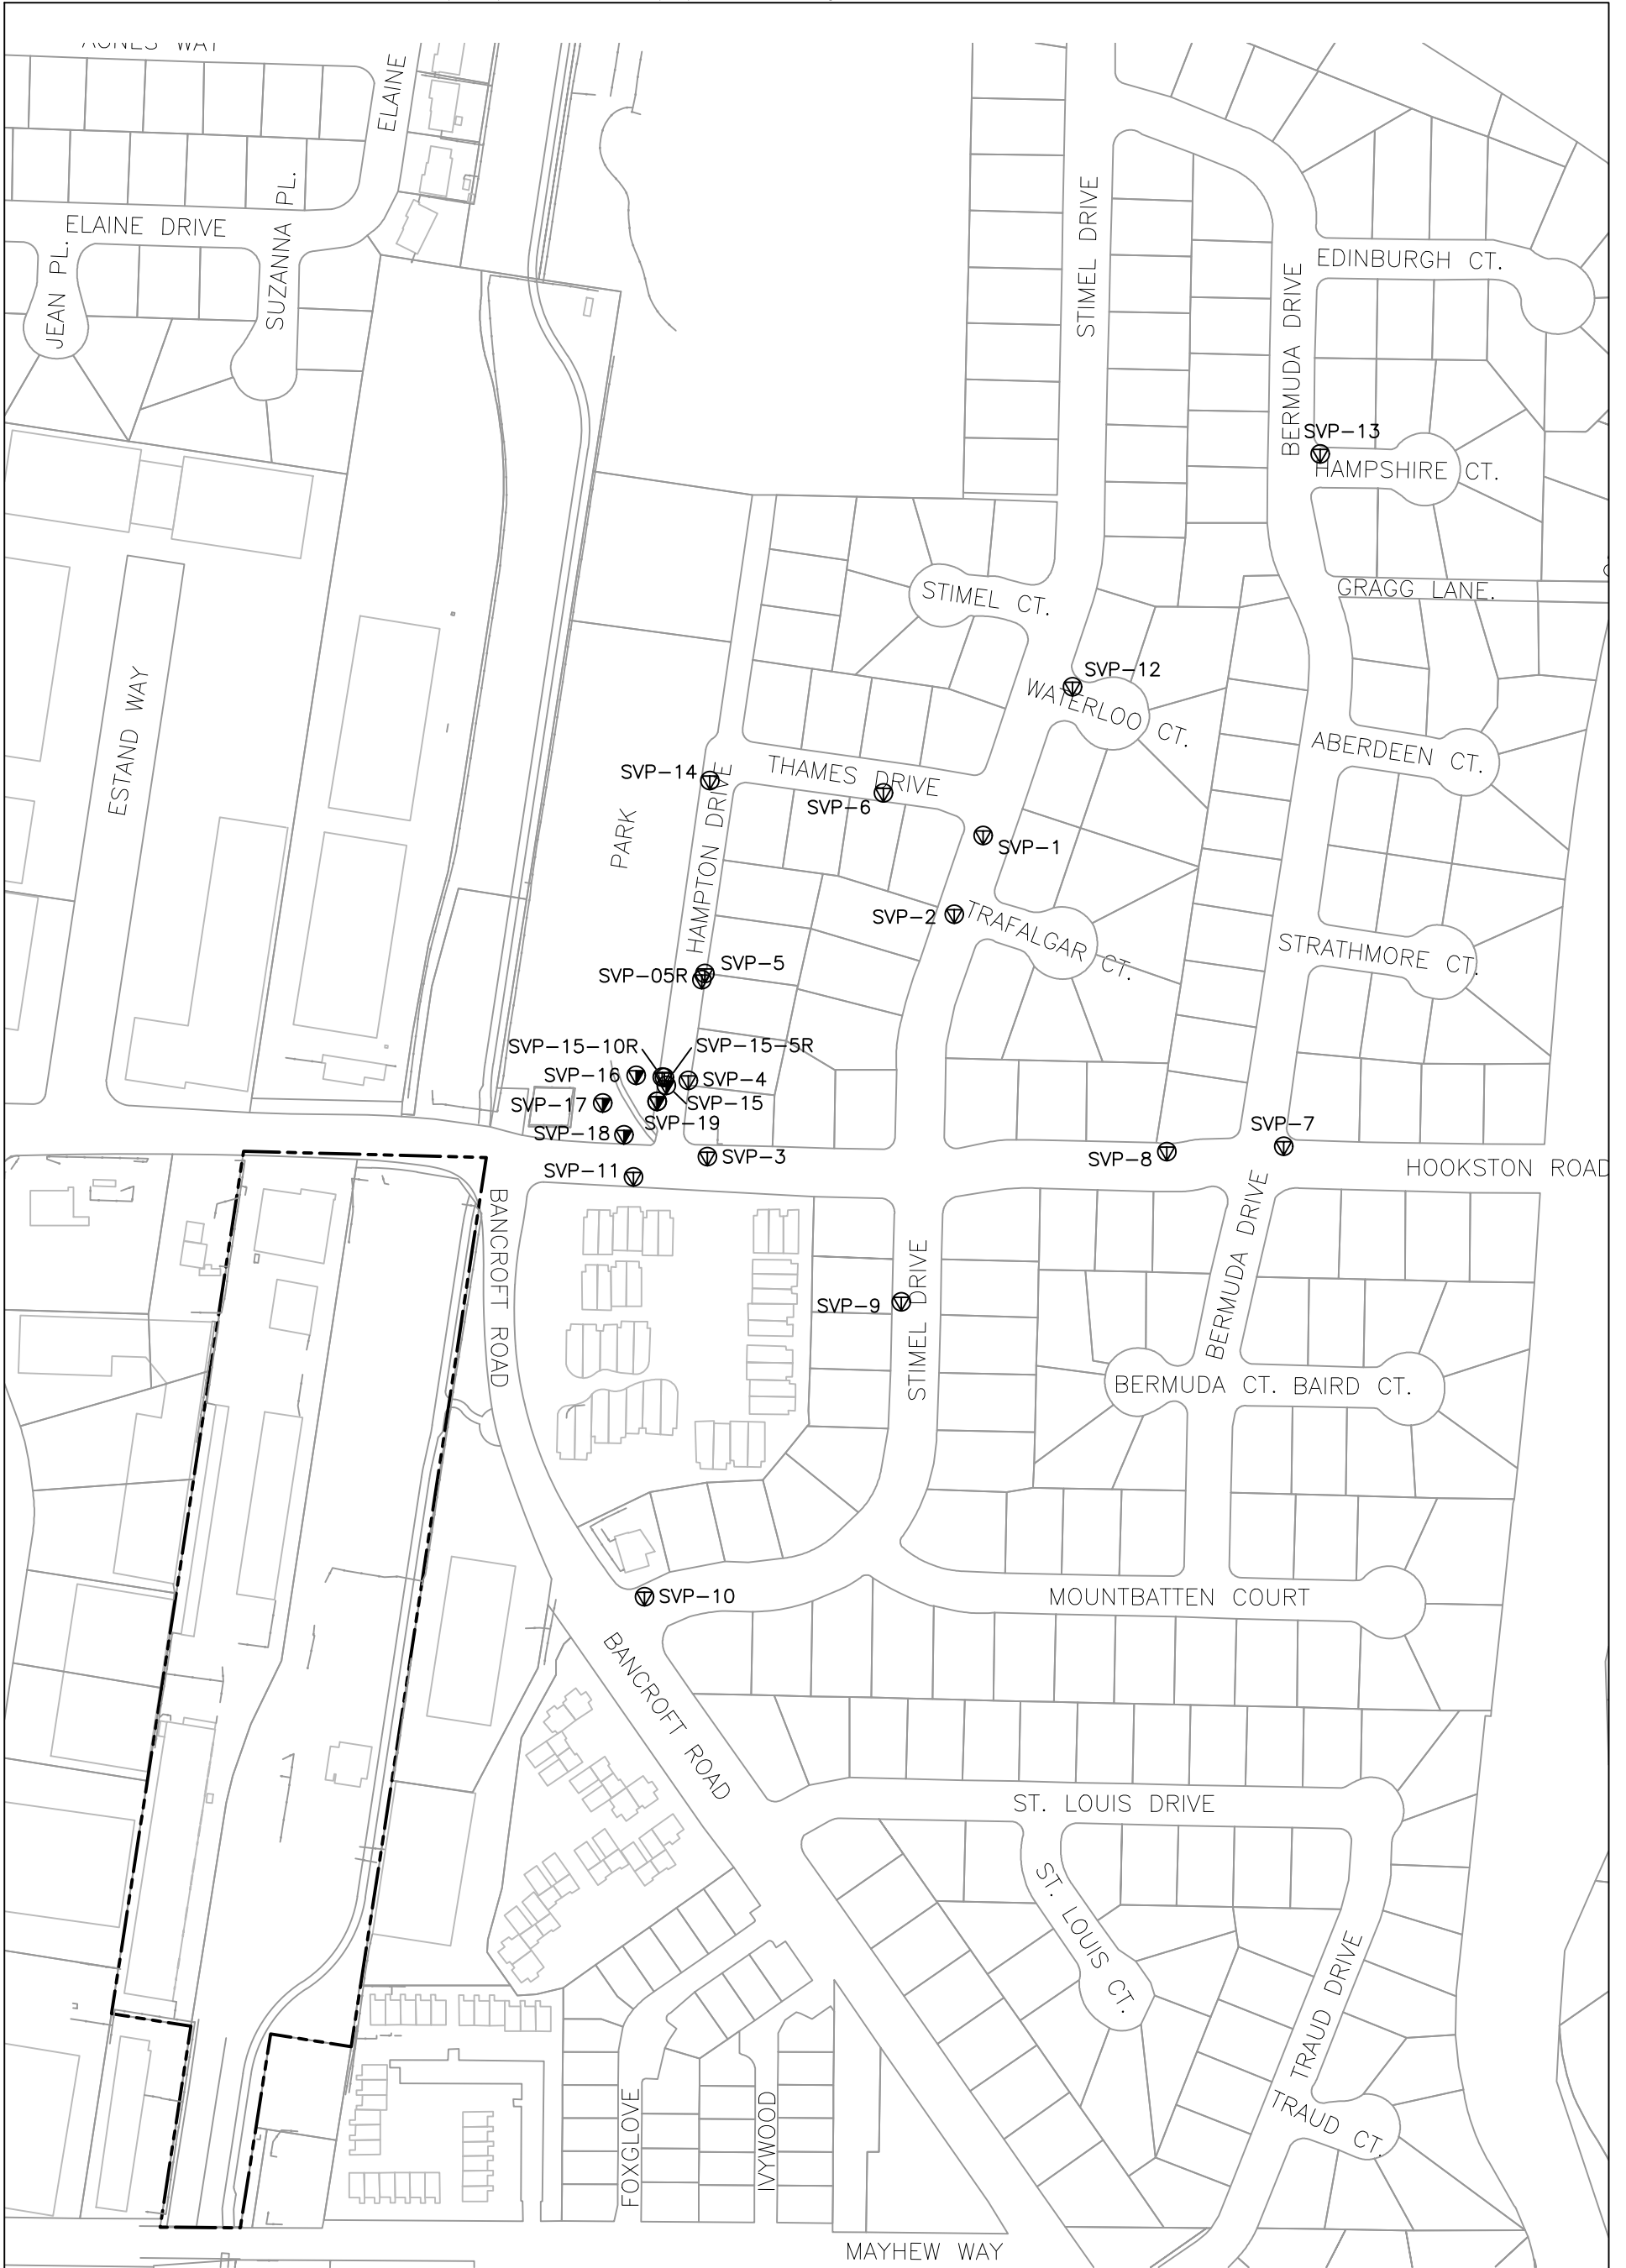 AGNES WAY
ELAINE
ELAINE DRIVE
JEAN PL.
SUZANNA PL.
STIMEL DRIVE
BERMUDA DRIVE
EDINBURGH CT.
SVP-13
HAMPSHIRE CT.
GRAGG LANE.
STIMEL CT.
SVP-12
WATERLOO CT.
ESTAND WAY
ABERDEEN CT.
SVP-14
THAMES DRIVE
SVP-6
PARK
HAMPTON DRIVE
SVP-1
SVP-2
TRAFALGAR CT.
STRATHMORE CT.
SVP-5
SVP-05R
SVP-15-10R
SVP-15-5R
SVP-16
SVP-4
SVP-17
SVP-15
SVP-19
SVP-18
SVP-7
SVP-3
SVP-8
SVP-11
HOOKSTON ROAD
BANCROFT ROAD
STIMEL DRIVE
BERMUDA DRIVE
SVP-9
BERMUDA CT.
BAIRD CT.
SVP-10
MOUNTBATTEN COURT
BANCROFT ROAD
ST. LOUIS DRIVE
ST. LOUIS CT.
TRAUD DRIVE
TRAUD CT.
FOXGLOVE
IVYWOOD
MAYHEW WAY